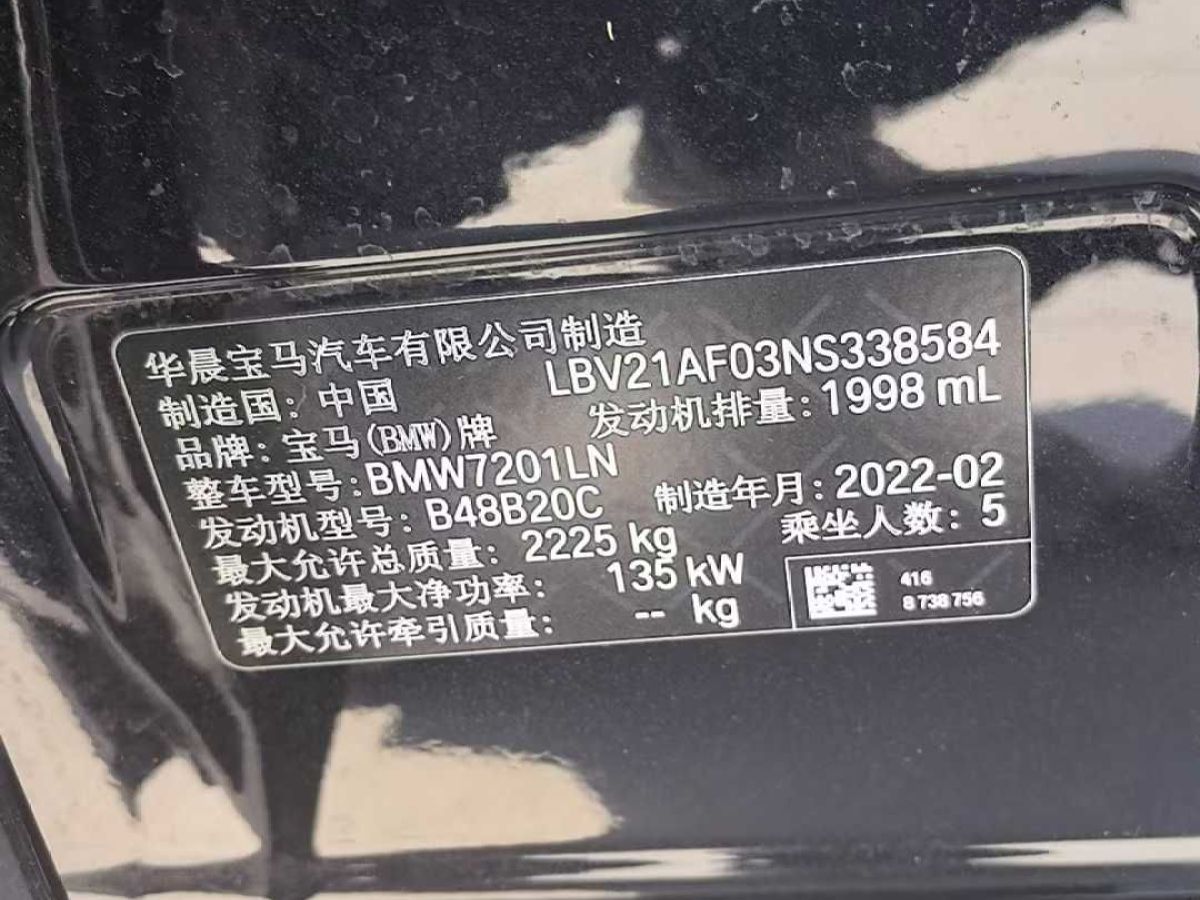 华晨宝马汽车有限公司制造
制造国：中国 LBV21AF03NS338584
品牌：宝马(BMW)牌 发动机排量：1998 mL
整车型号：BMW7201LN
发动机型号：B48B20C 制造年月：2022-02
最大允许总质量：2225 kg 乘坐人数：5
发动机最大净功率：135 kW
最大允许牵引质量：-- kg
416
8 738 756